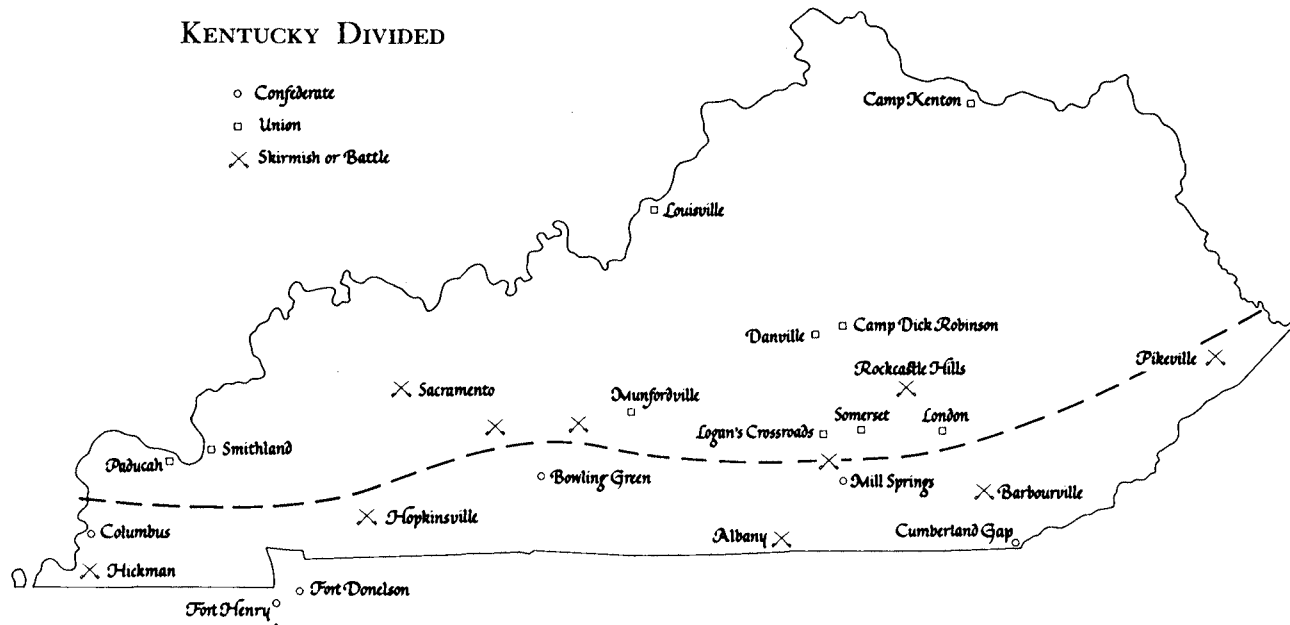 KENTUCKY DIVIDED
Confederate
Union
Skirmish or Battle
Camp Kenton
Louisville
Danville
Camp Dick Robinson
Rockcastle Hills
Pikeville
Sacramento
Munfordville
Logan's Crossroads
Somerset
London
Smithland
Paducah
Bowling Green
Mill Springs
Barbourville
Columbus
Hopkinsville
Albany
Cumberland Gap
Hickman
Fort Donelson
Fort Henry